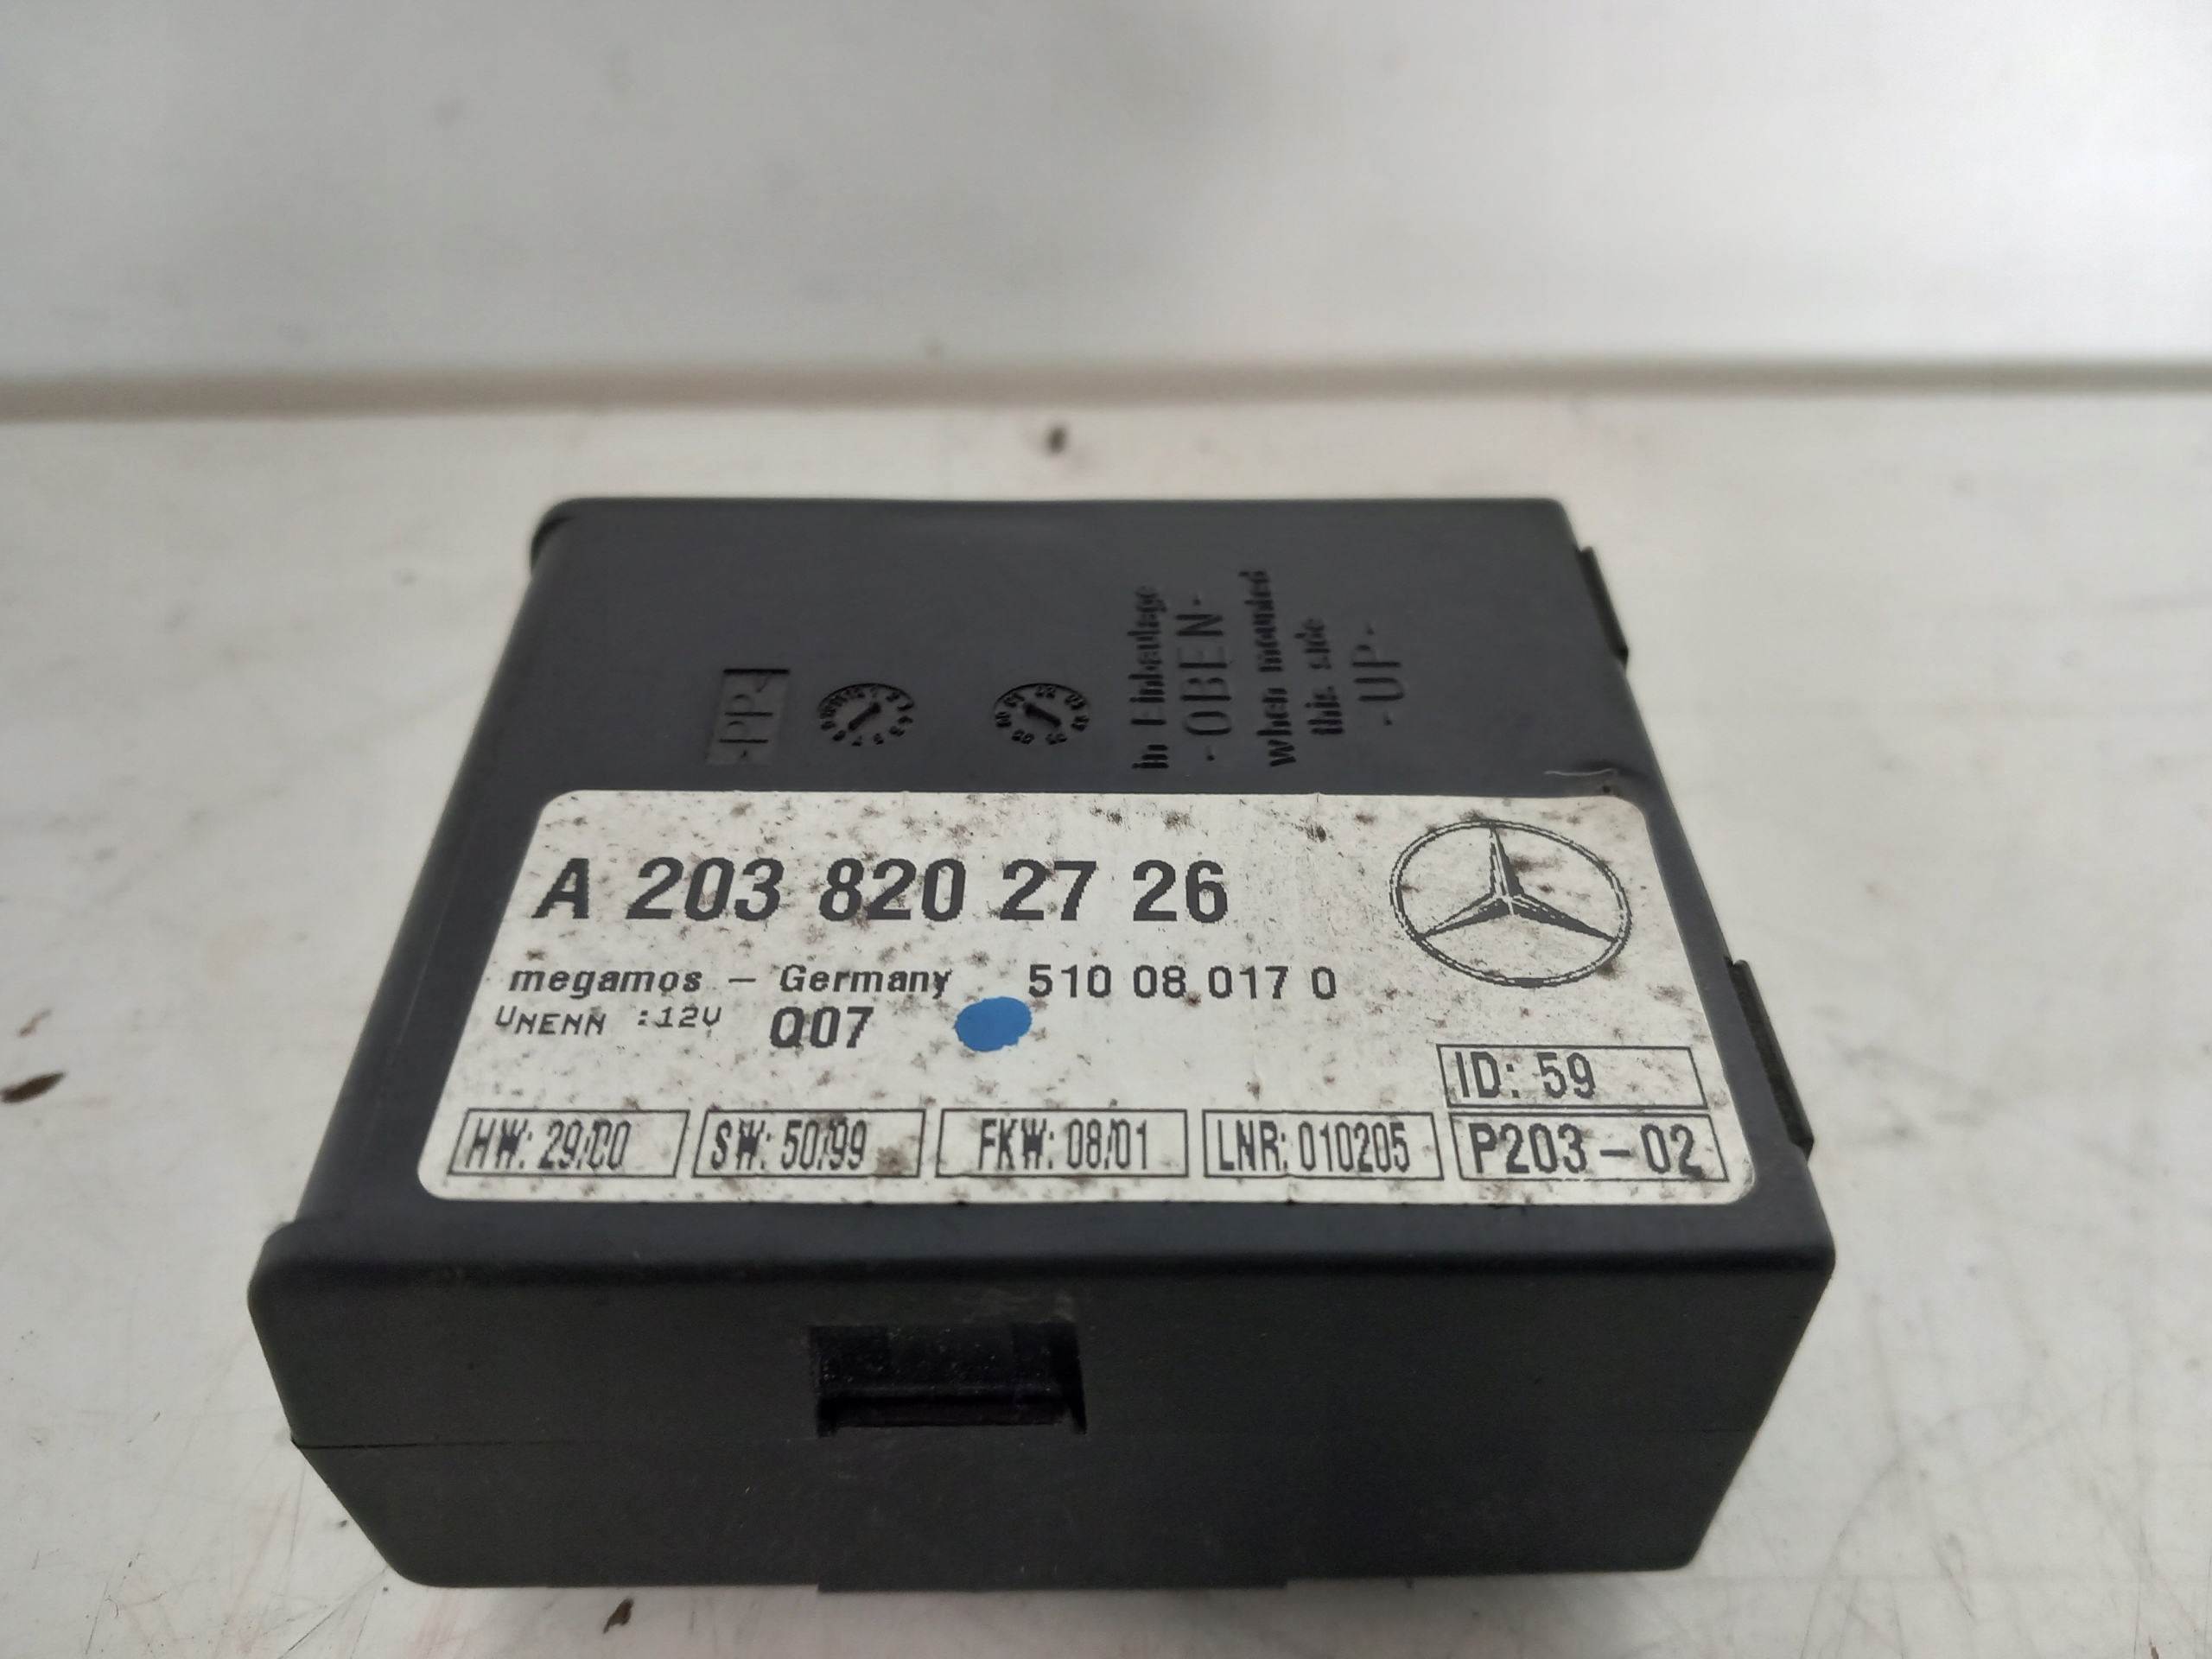 >PP<
in Einbaulage
-OBEN-
when mounted
this side
-UP-
A 203 820 27 26
megamos - Germany 510 08 017 0
UNENN :12V Q07
ID: 59
HW: 29/00 SW: 50/99 FKW: 08/01 LNR: 010205 P203-02